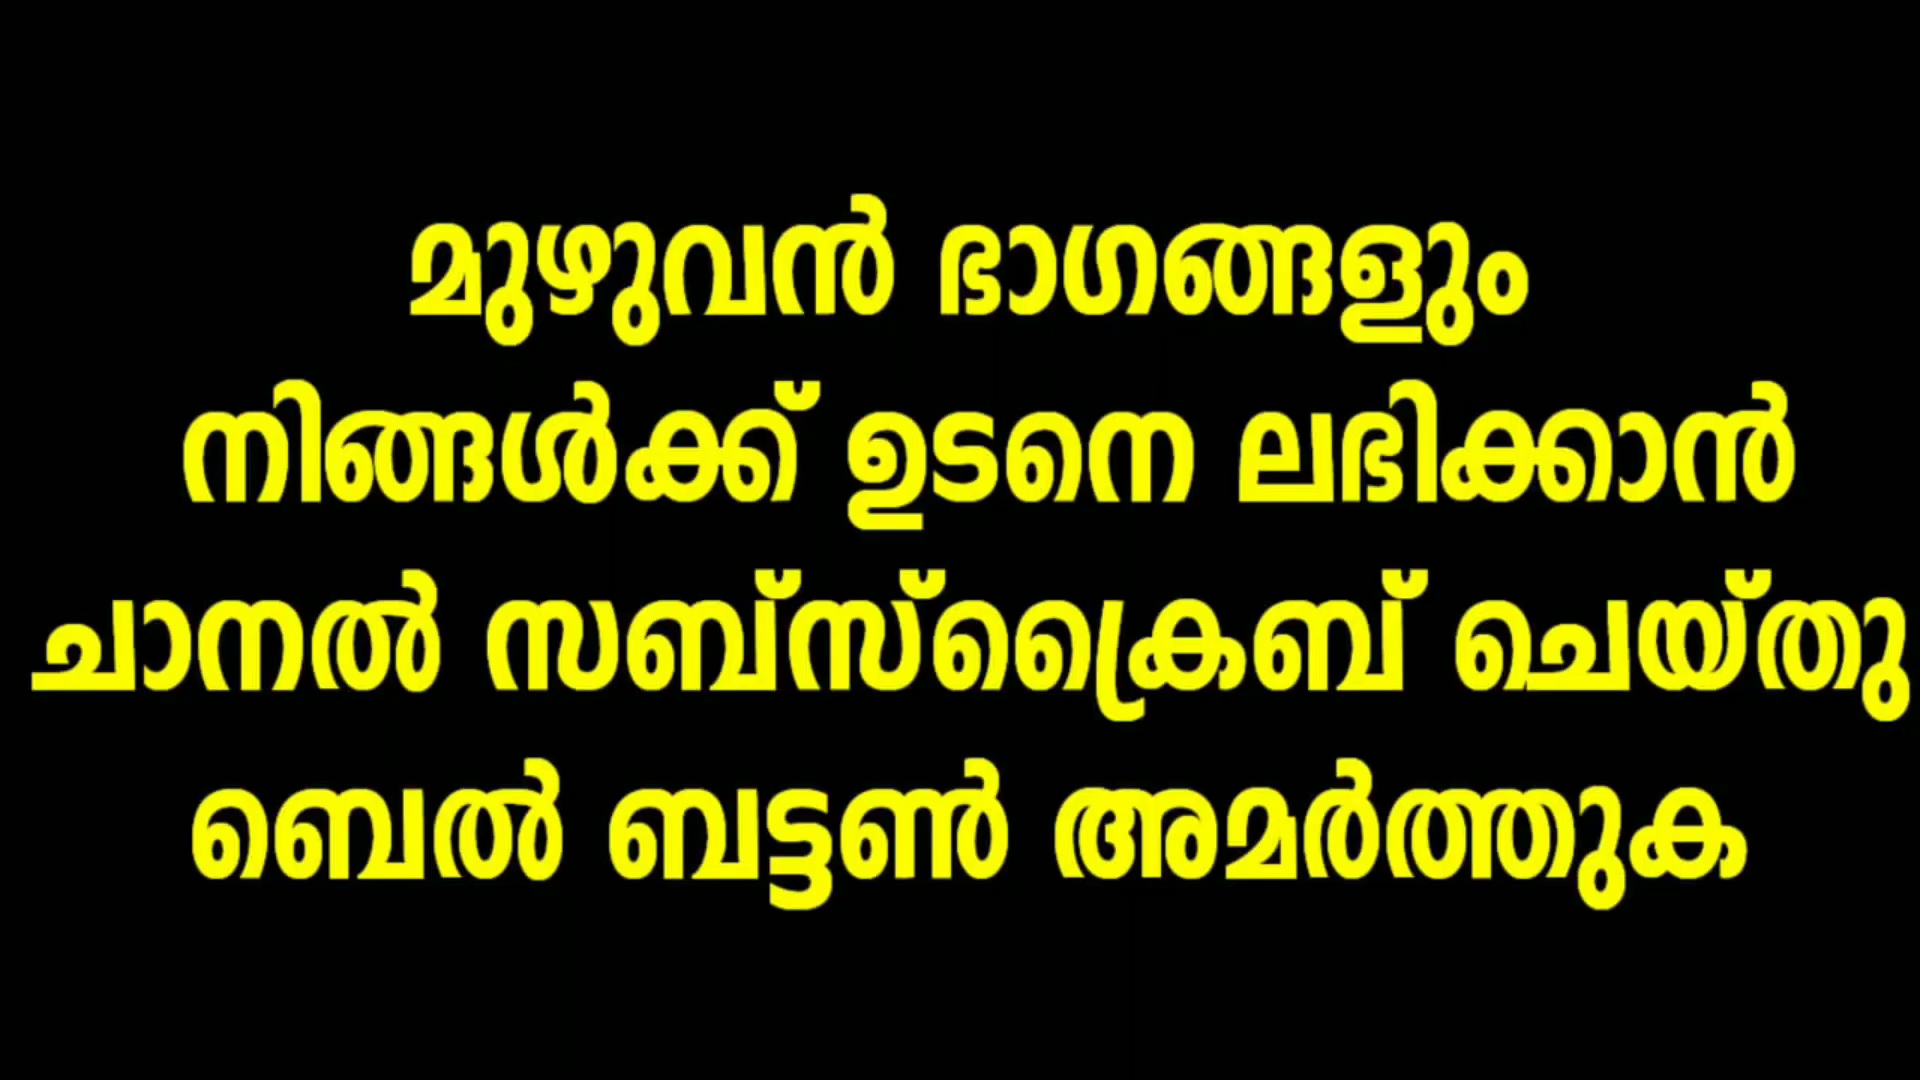 മുഴുവൻ ഭാഗങ്ങളും
നിങ്ങൾക്ക് ഉടനെ ലഭിക്കാൻ
ചാനൽ സബ്സ്ക്രൈബ് ചെയ്തു
ബെൽ ബട്ടൺ അമർത്തുക